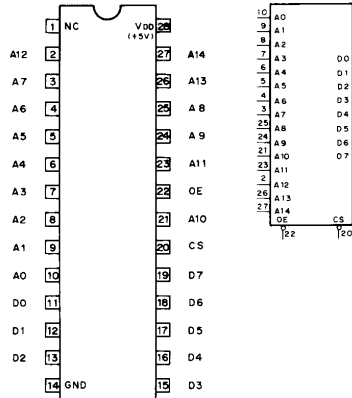 1 NC VDD 28
(+5V)
A12 2 27 A14
A7 3 26 A13
A6 4 25 A8
A5 5 24 A9
A4 6 23 A11
A3 7 22 OE
A2 8 21 A10
A1 9 20 CS
A0 10 19 D7
D0 11 18 D6
D1 12 17 D5
D2 13 16 D4
14 GND 15 D3
10 A0
9 A1
8 A2
7 A3 D0
6 A4 D1
5 A5 D2
4 A6 D3
3 A7 D4
25 A8 D5
24 A9 D6
21 A10 D7
23 A11
2 A12
26 A13
27 A14
OE CS
22 20